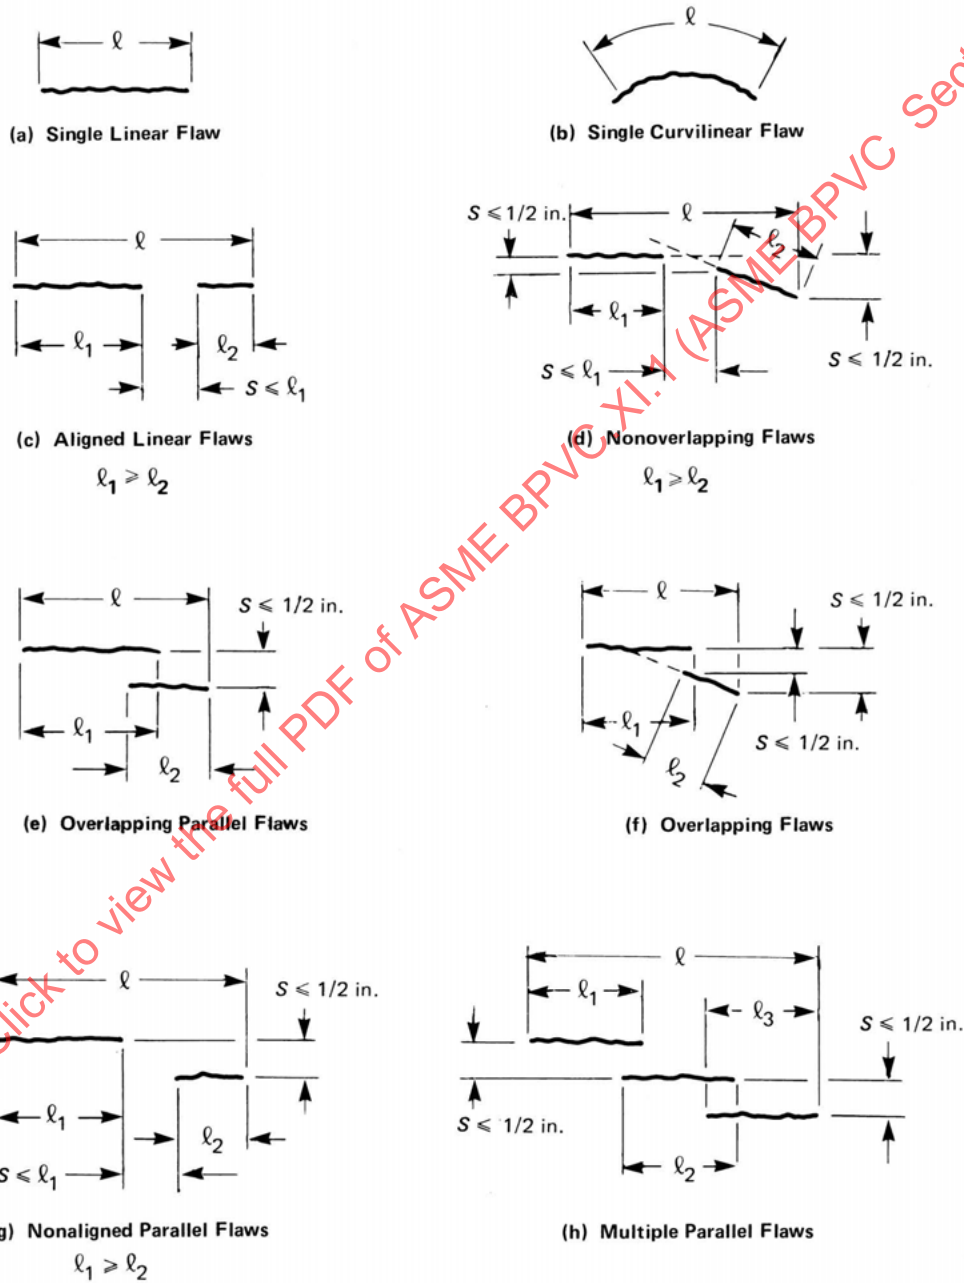 ℓ
(a) Single Linear Flaw
ℓ
(b) Single Curvilinear Flaw
ℓ
ℓ1
ℓ2
S ⩽ ℓ1
(c) Aligned Linear Flaws
ℓ1 ⩾ ℓ2
S ⩽ 1/2 in.
ℓ
ℓ2
ℓ1
S ⩽ ℓ1
S ⩽ 1/2 in.
(d) Nonoverlapping Flaws
ℓ1 ⩾ ℓ2
ℓ
S ⩽ 1/2 in.
ℓ1
ℓ2
(e) Overlapping Parallel Flaws
ℓ
S ⩽ 1/2 in.
ℓ1
S ⩽ 1/2 in.
ℓ2
(f) Overlapping Flaws
ℓ
S ⩽ 1/2 in.
ℓ1
ℓ2
S ⩽ ℓ1
g) Nonaligned Parallel Flaws
ℓ1 ⩾ ℓ2
ℓ
ℓ1
ℓ3
S ⩽ 1/2 in.
S ⩽ 1/2 in.
ℓ2
(h) Multiple Parallel Flaws
Click to view the full PDF of ASME BPVC XI.1 (ASME BPVC Sect